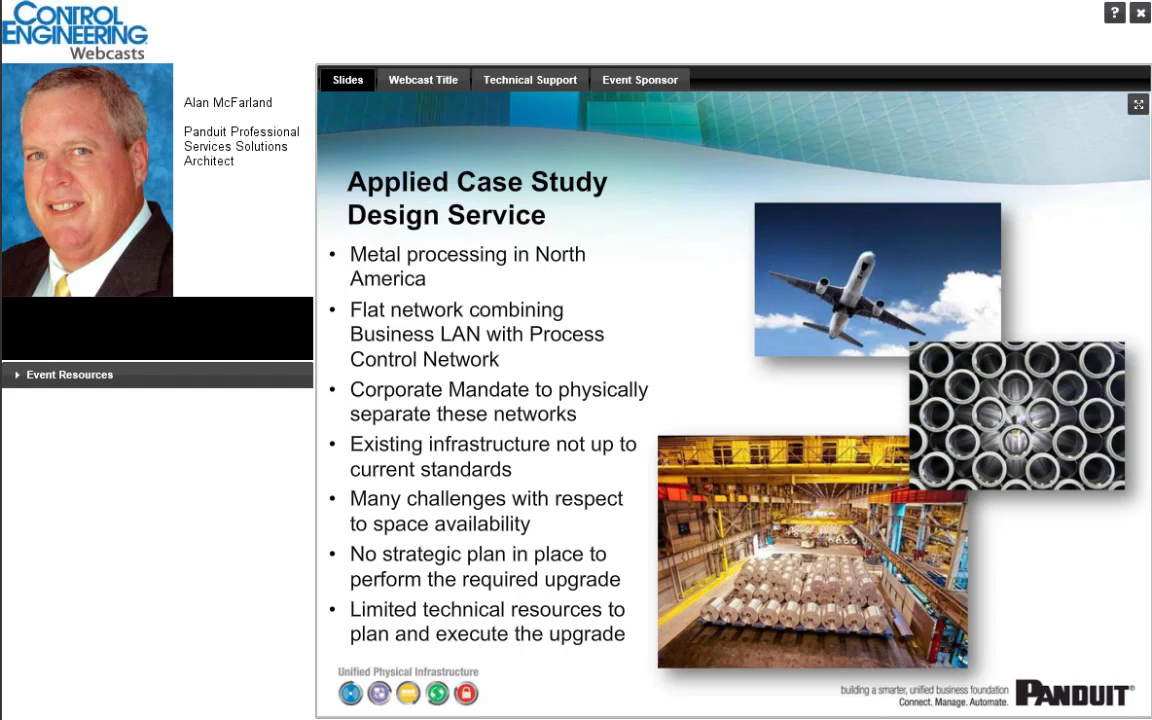 CONTROL
ENGINEERING
Webcasts
? ×
Alan McFarland
Panduit Professional
Services Solutions
Architect
Event Resources
Slides Webcast Title Technical Support Event Sponsor
Applied Case Study
Design Service
• Metal processing in North
America
• Flat network combining
Business LAN with Process
Control Network
• Corporate Mandate to physically
separate these networks
• Existing infrastructure not up to
current standards
• Many challenges with respect
to space availability
• No strategic plan in place to
perform the required upgrade
• Limited technical resources to
plan and execute the upgrade
Unified Physical Infrastructure
building a smarter, unified business foundation
Connect. Manage. Automate.
PANDUIT®